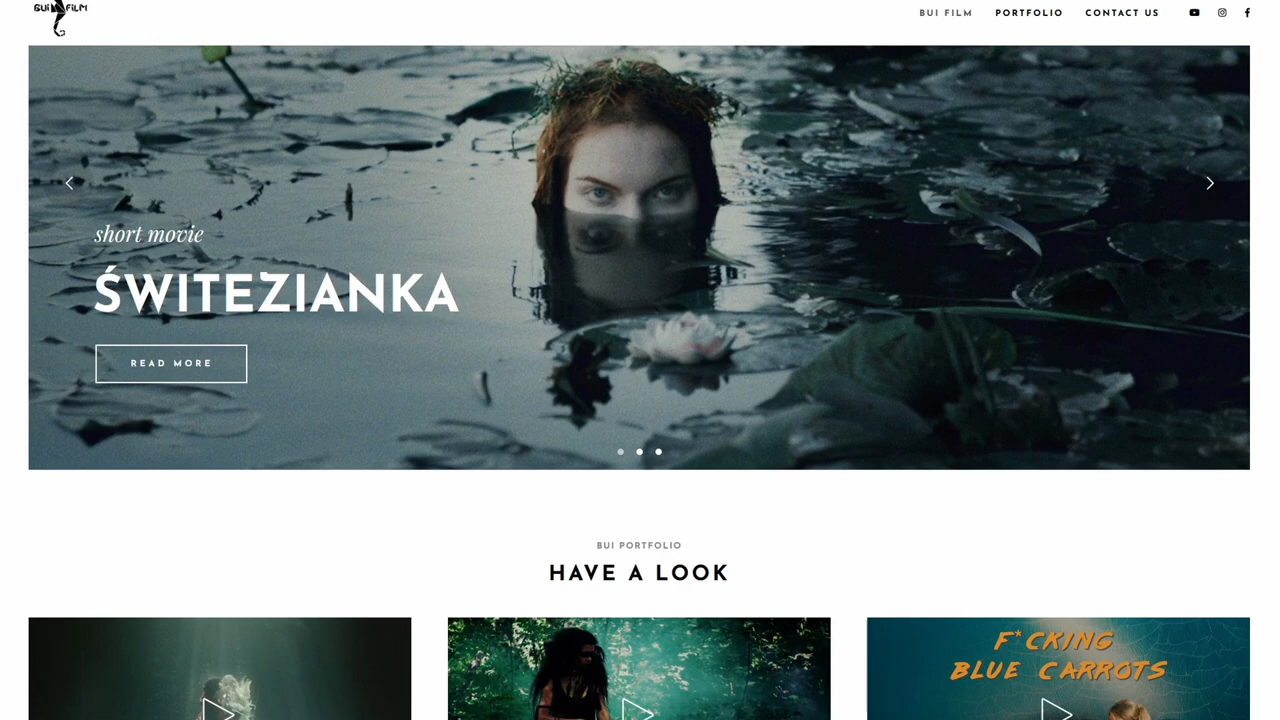 BUI FILM
BUI FILM PORTFOLIO CONTACT US
short movie
ŚWITEZIANKA
READ MORE
BUI PORTFOLIO
HAVE A LOOK
F*CKING
BLUE CARROTS